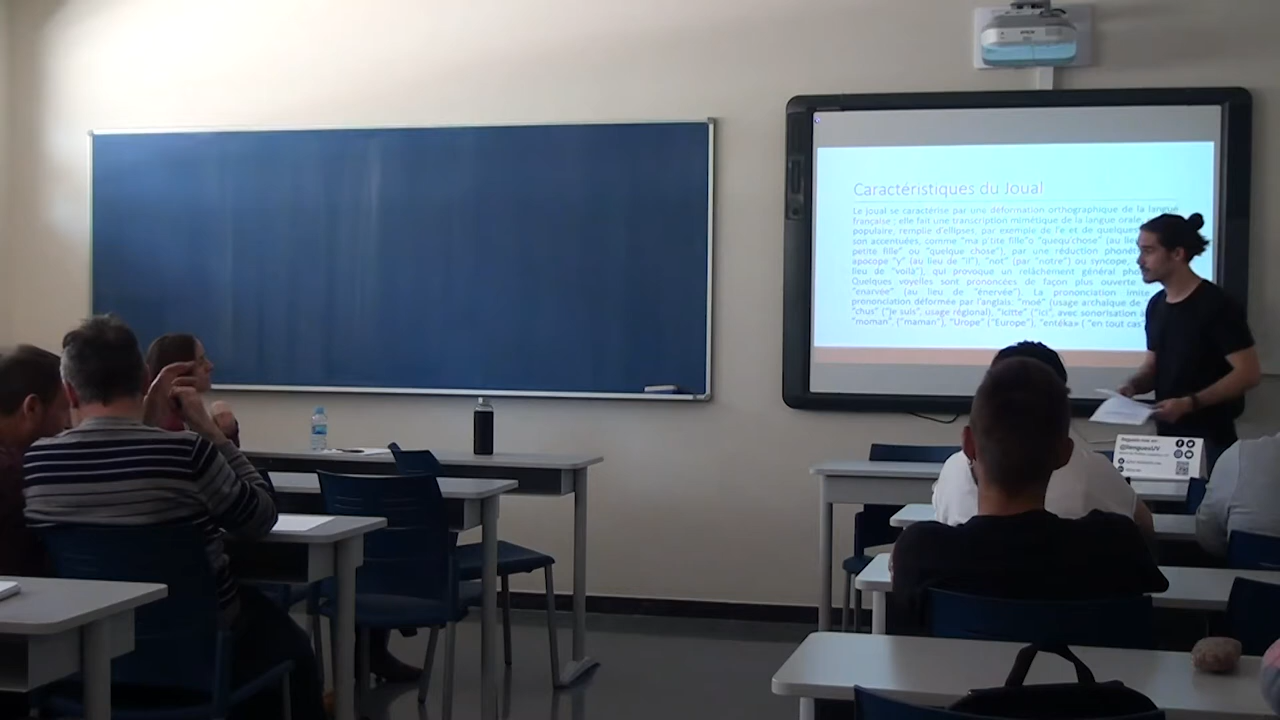 Caractéristiques du Joual
Le joual se caractérise par une déformation orthographique de la langue
française : elle fait une transcription mimétique de la langue orale,
populaire, remplie d'ellipses, par exemple de l'e et de quelques
son accentuées, comme "ma p'tite fille"o "quequ'chose" (au lieu
petite fille" ou "quelque chose"), par une réduction
apocope "y" (au lieu de "il"), "not" (par "notre") ou syncope,
lieu de "voilà"), qui provoque un relâchement général
Quelques voyelles sont prononcées de façon plus ouverte
"enarvée" (au lieu de "énervée"). La prononciation imite
prenonciation déformée par l'anglais: "moé" (usage archaïque de
"chus" ("je suis", usage régional), "icitte" ("ici", avec sonorisation
"moman", ("maman"), "Urope" ("Europe"), "entéka» ( "en tout cas"
@llenguesUV